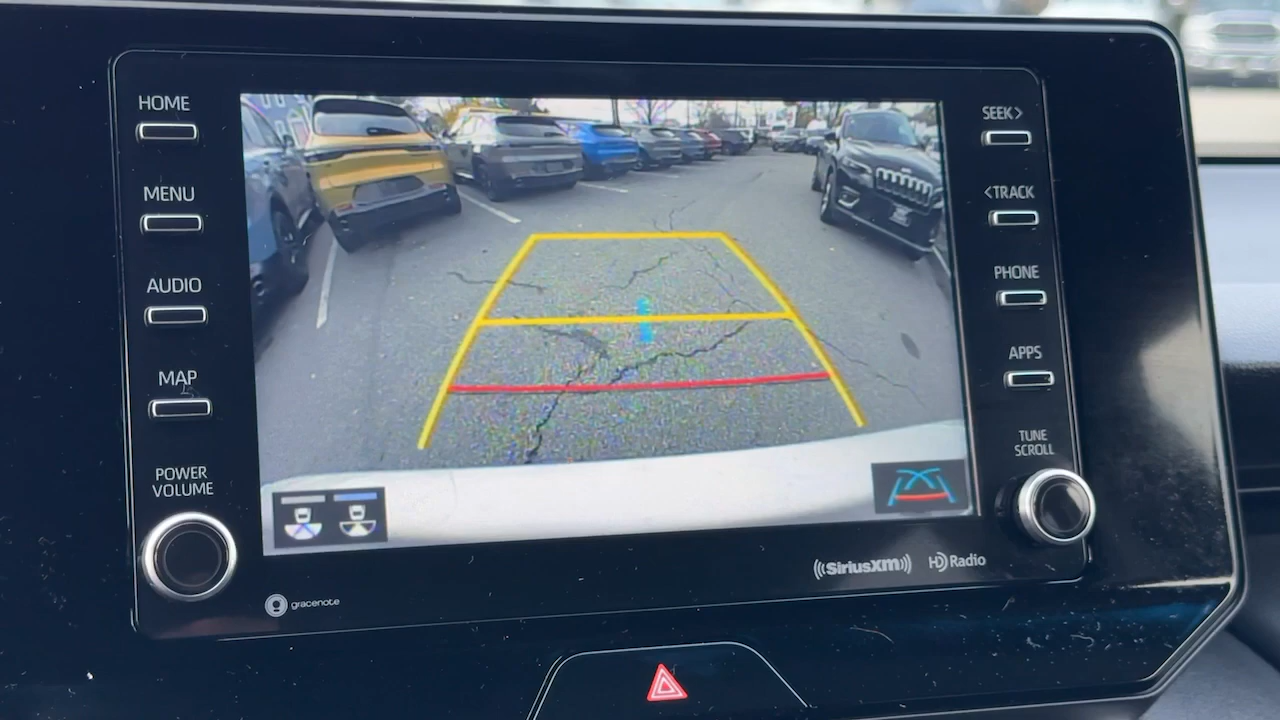 HOME
MENU
AUDIO
MAP
POWER
VOLUME
SEEK>
<TRACK
PHONE
APPS
TUNE
SCROLL
gracenote
((SiriusXM))
HD Radio